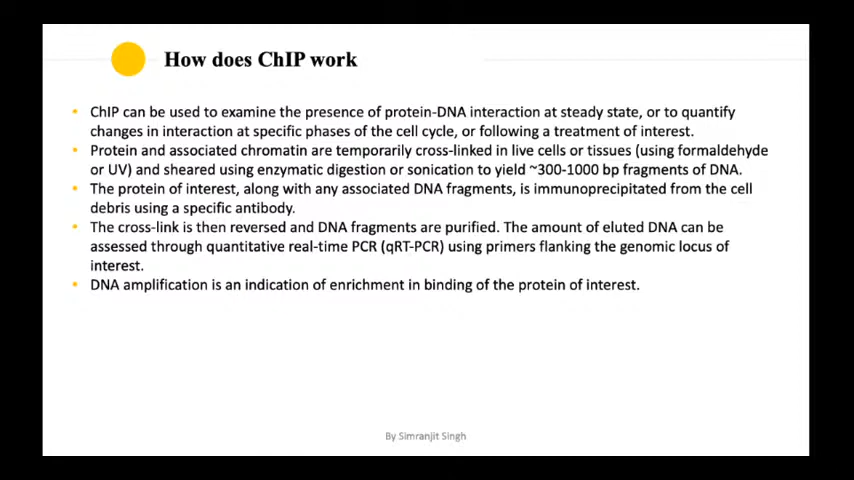 How does ChIP work
• ChIP can be used to examine the presence of protein-DNA interaction at steady state, or to quantify
changes in interaction at specific phases of the cell cycle, or following a treatment of interest.
• Protein and associated chromatin are temporarily cross-linked in live cells or tissues (using formaldehyde
or UV) and sheared using enzymatic digestion or sonication to yield ~300-1000 bp fragments of DNA.
• The protein of interest, along with any associated DNA fragments, is immunoprecipitated from the cell
debris using a specific antibody.
• The cross-link is then reversed and DNA fragments are purified. The amount of eluted DNA can be
assessed through quantitative real-time PCR (qRT-PCR) using primers flanking the genomic locus of
interest.
• DNA amplification is an indication of enrichment in binding of the protein of interest.
By Simranjit Singh